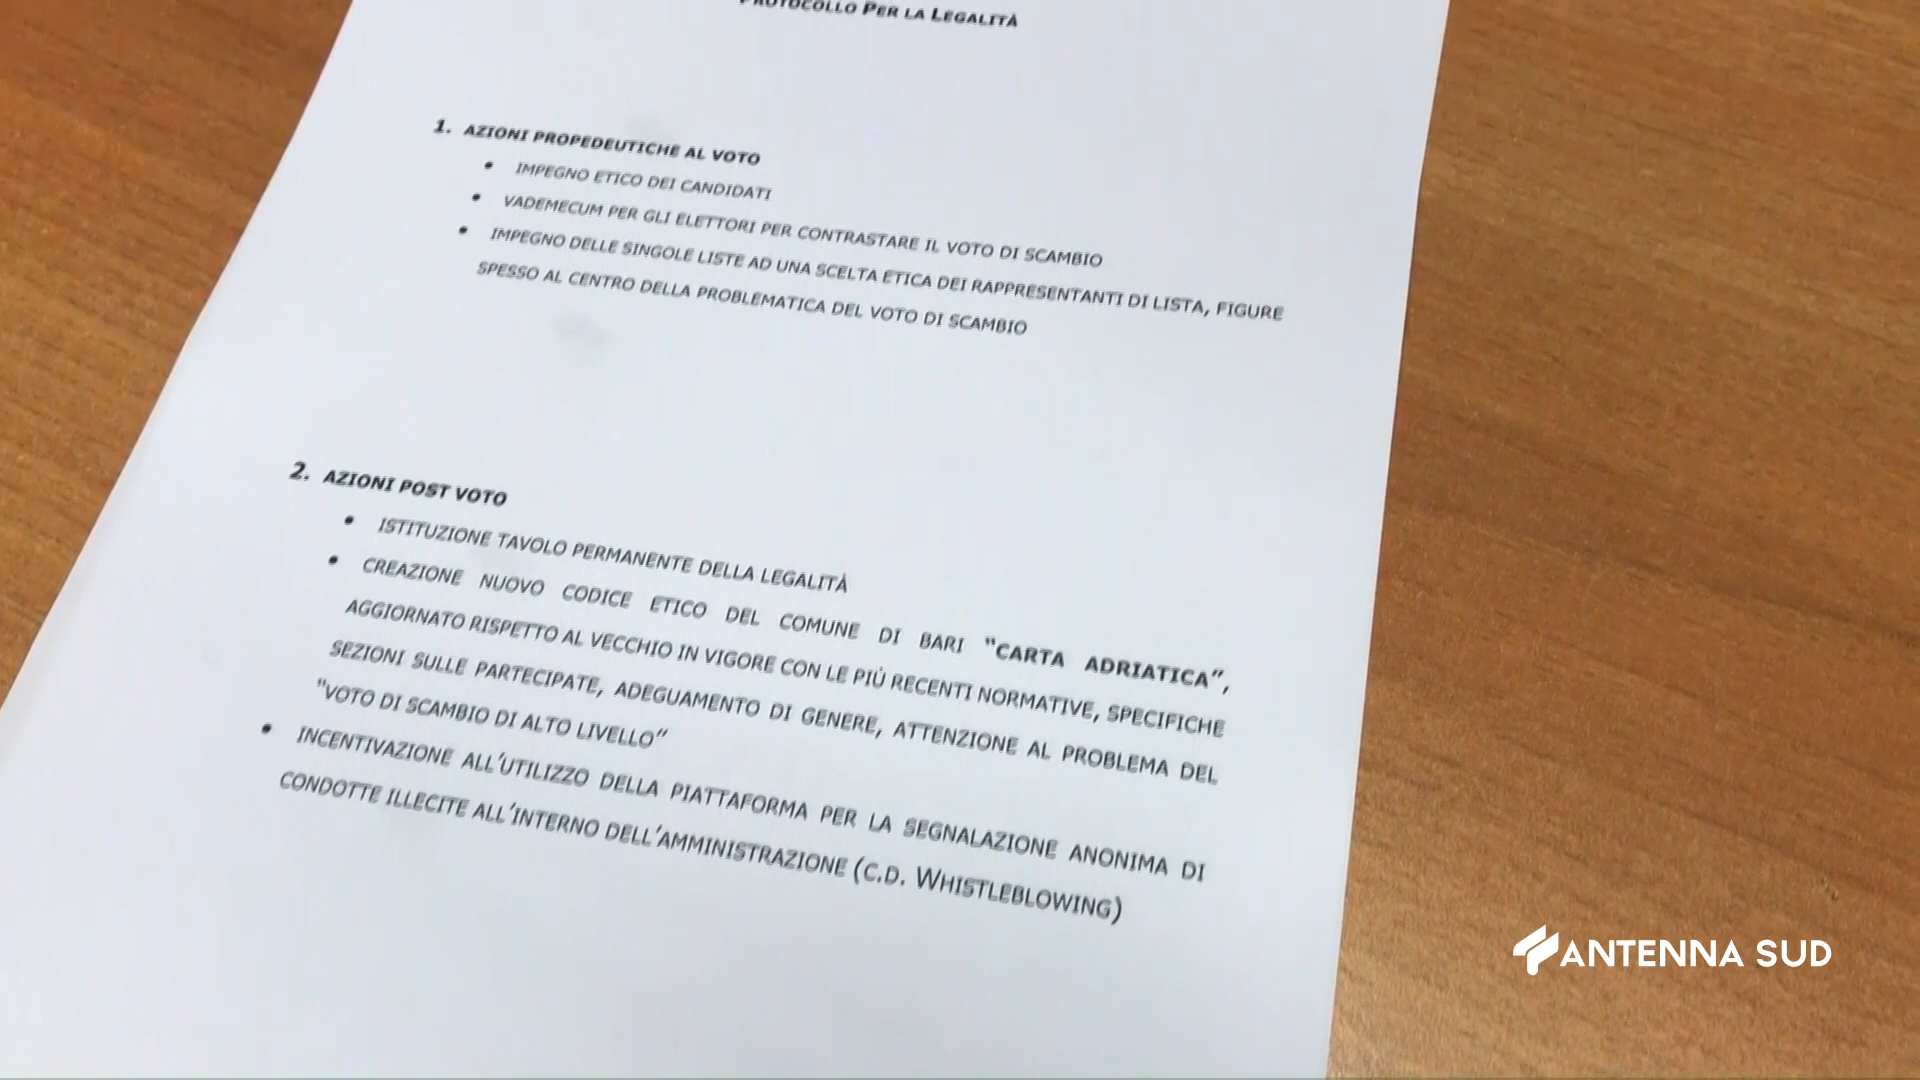 PROTOCOLLO PER LA LEGALITÀ
1. AZIONI PROPEDEUTICHE AL VOTO
• IMPEGNO ETICO DEI CANDIDATI
• VADEMECUM PER GLI ELETTORI PER CONTRASTARE IL VOTO DI SCAMBIO
• IMPEGNO DELLE SINGOLE LISTE AD UNA SCELTA ETICA DEI RAPPRESENTANTI DI LISTA, FIGURE
SPESSO AL CENTRO DELLA PROBLEMATICA DEL VOTO DI SCAMBIO
2. AZIONI POST VOTO
• ISTITUZIONE TAVOLO PERMANENTE DELLA LEGALITÀ
• CREAZIONE NUOVO CODICE ETICO DEL COMUNE DI BARI “CARTA ADRIATICA”,
AGGIORNATO RISPETTO AL VECCHIO IN VIGORE CON LE PIÙ RECENTI NORMATIVE, SPECIFICHE
SEZIONI SULLE PARTECIPATE, ADEGUAMENTO DI GENERE, ATTENZIONE AL PROBLEMA DEL
“VOTO DI SCAMBIO DI ALTO LIVELLO”
• INCENTIVAZIONE ALL’UTILIZZO DELLA PIATTAFORMA PER LA SEGNALAZIONE ANONIMA DI
CONDOTTE ILLECITE ALL’INTERNO DELL’AMMINISTRAZIONE (C.D. WHISTLEBLOWING)
ANTENNA SUD